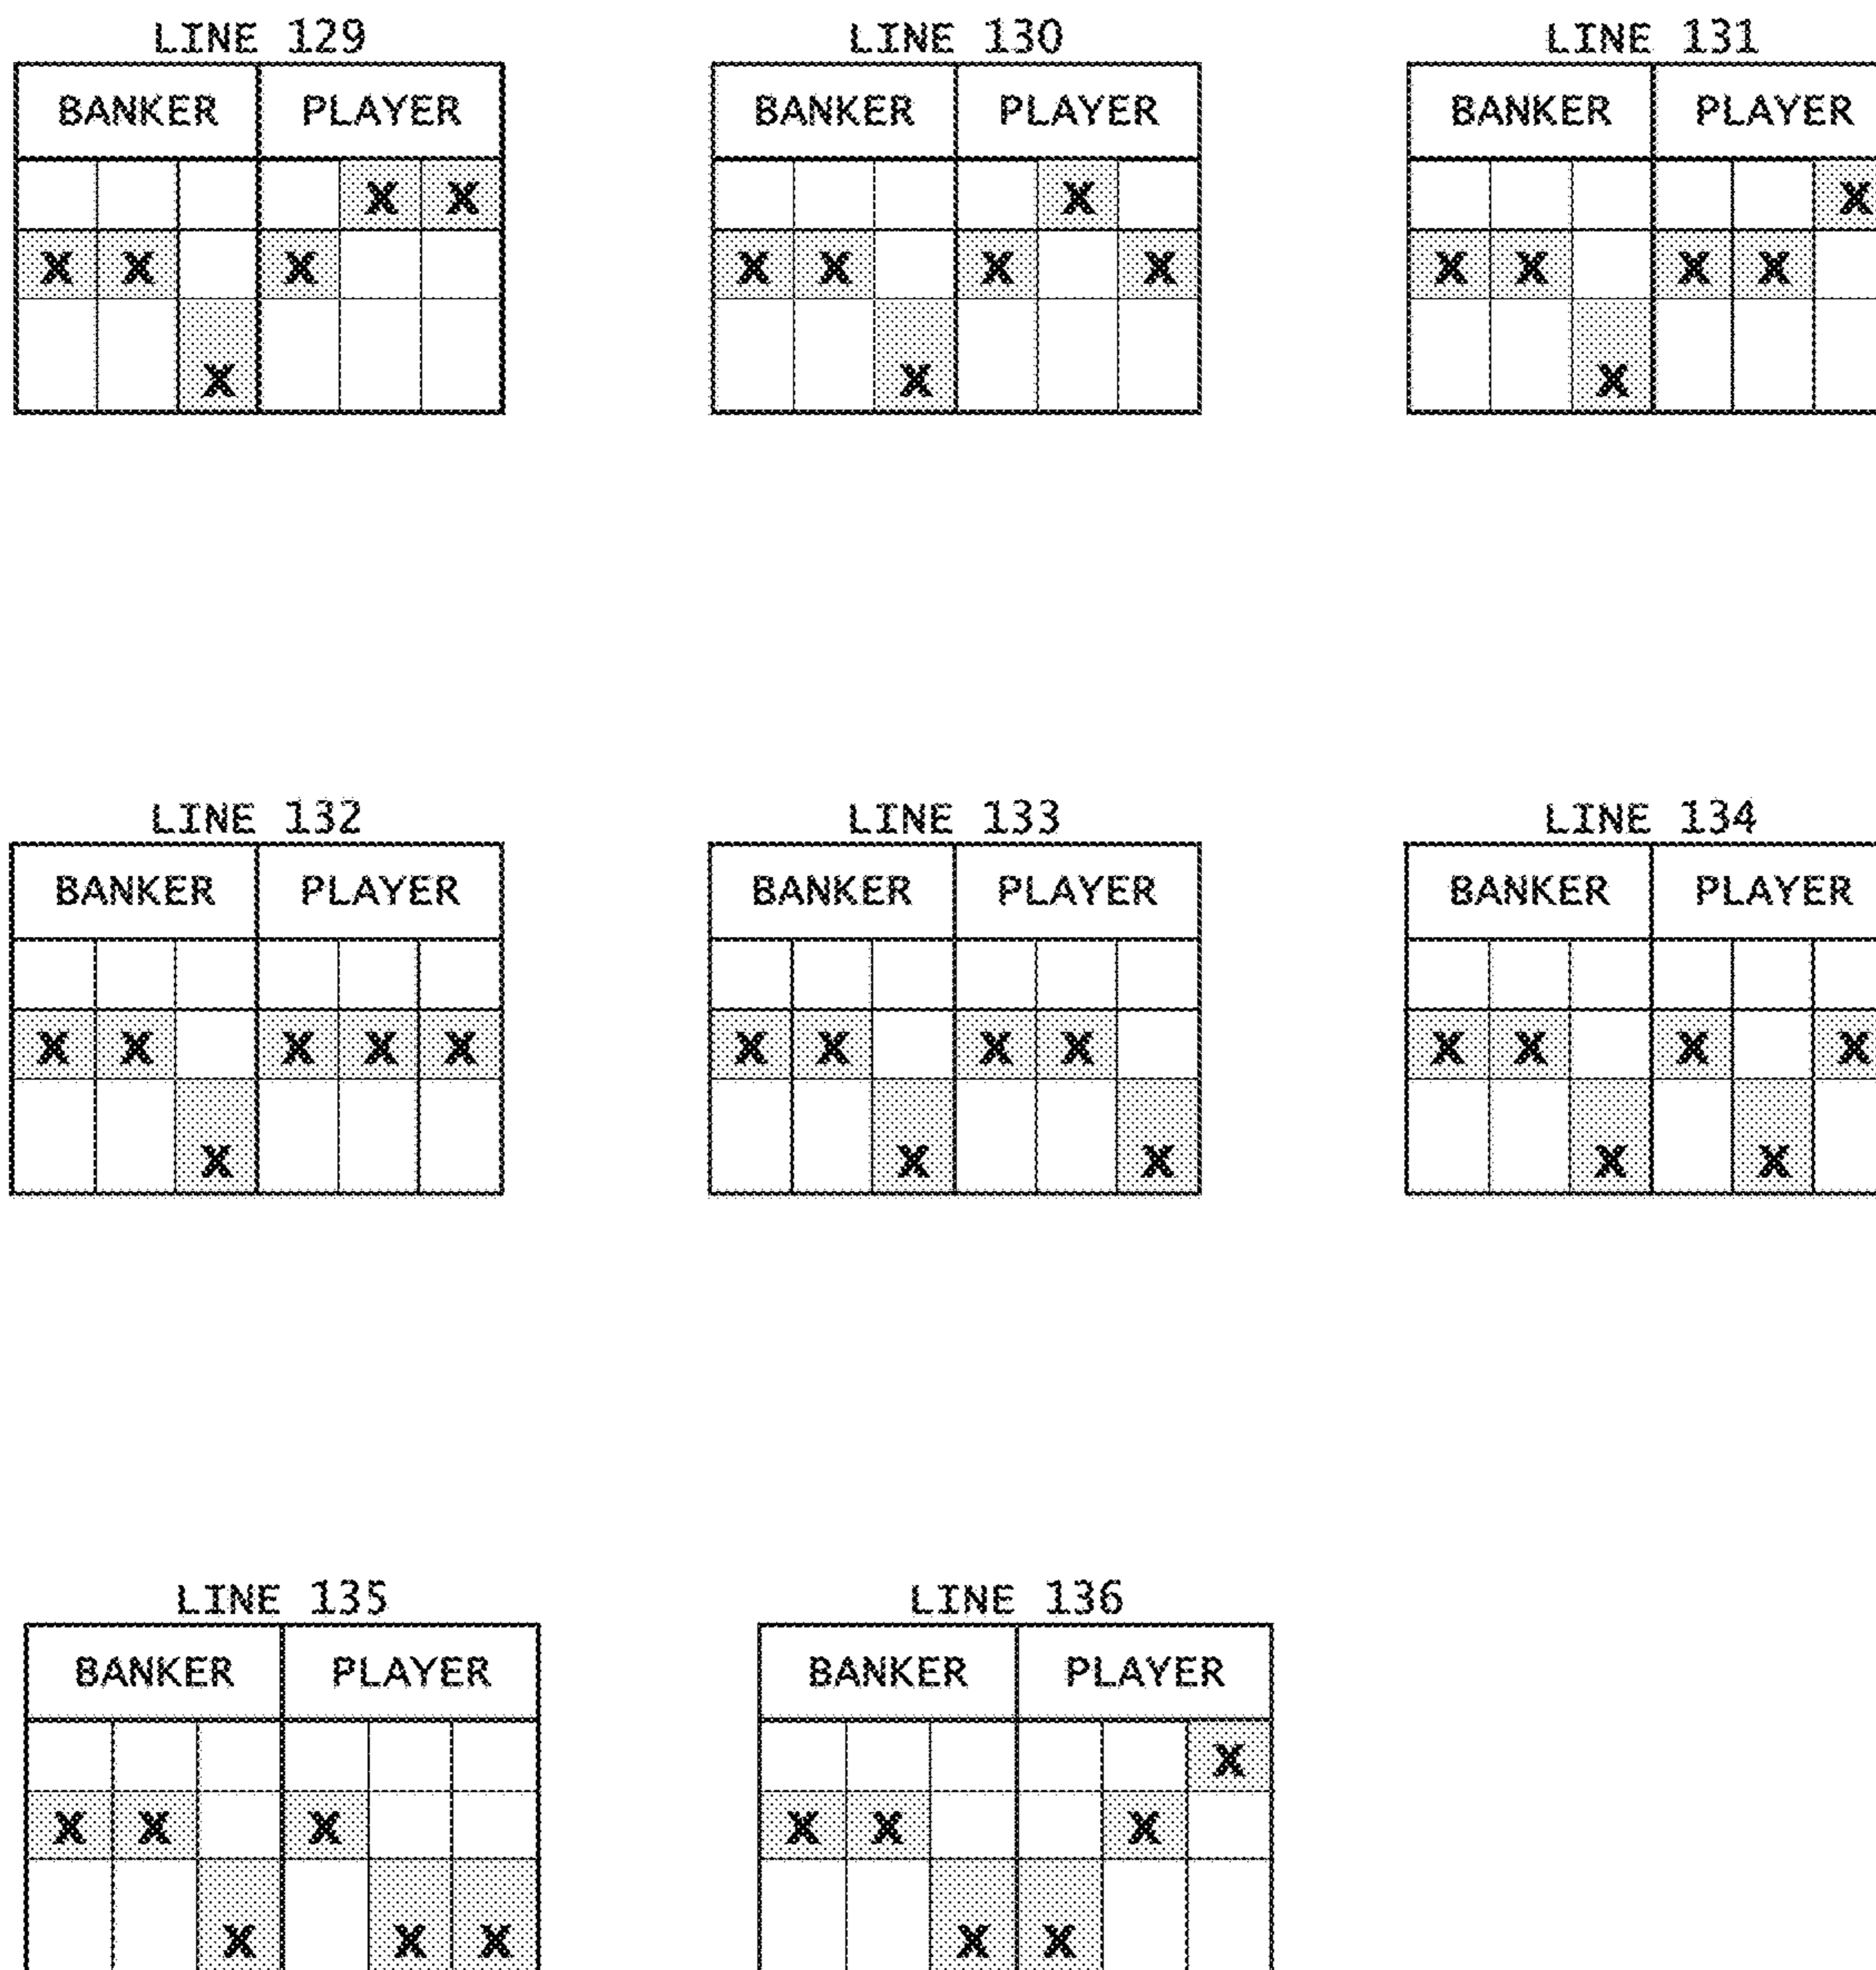 LINE 129
BANKER PLAYER
X X
X X X
X
LINE 130
BANKER PLAYER
X
X X X X
X
LINE 131
BANKER PLAYER
X
X X X X
X
LINE 132
BANKER PLAYER
X X X X X
X
LINE 133
BANKER PLAYER
X X X X
X X
LINE 134
BANKER PLAYER
X X X X
X X
LINE 135
BANKER PLAYER
X X X
X X X
LINE 136
BANKER PLAYER
X
X X X
X X